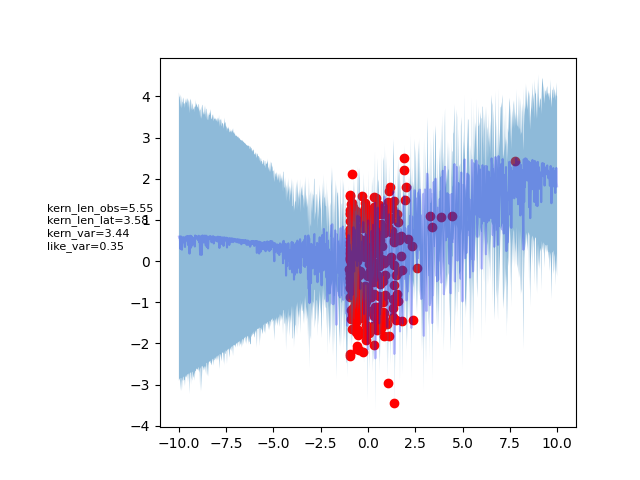 4
3
2
kern_len_obs=5.55
kern_len_lat=3.58
1
kern_var=3.44
like_var=0.35
0
−1
−2
−3
−4
−10.0 −7.5 −5.0 −2.5 0.0 2.5 5.0 7.5 10.0